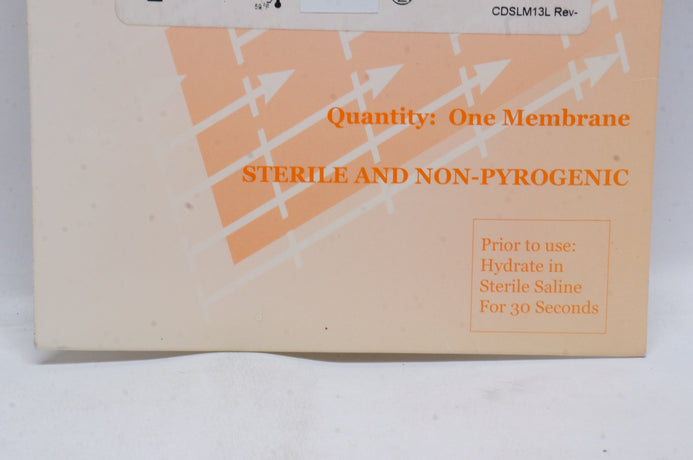 59°F
CDSLM13L Rev-
Quantity: One Membrane
STERILE AND NON-PYROGENIC
Prior to use:
Hydrate in
Sterile Saline
For 30 Seconds